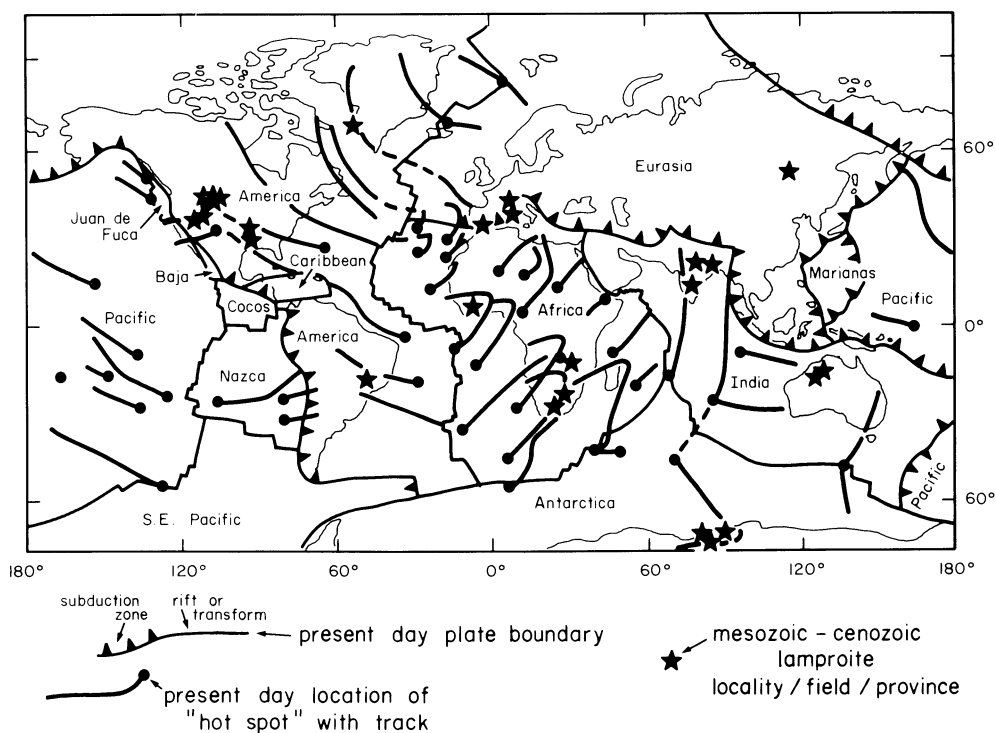 60°
Eurasia
America
Juan de
Fuca
Caribbean
Baja
Marianas
Cocos
Pacific
Pacific
Africa
0°
America
Nazca
India
Pacific
Antarctica
60°
S.E. Pacific
180° 120° 60° 0° 60° 120° 180°
subduction
zone
rift or
transform
present day plate boundary
present day location of
"hot spot" with track
mesozoic – cenozoic
lamproite
locality / field / province